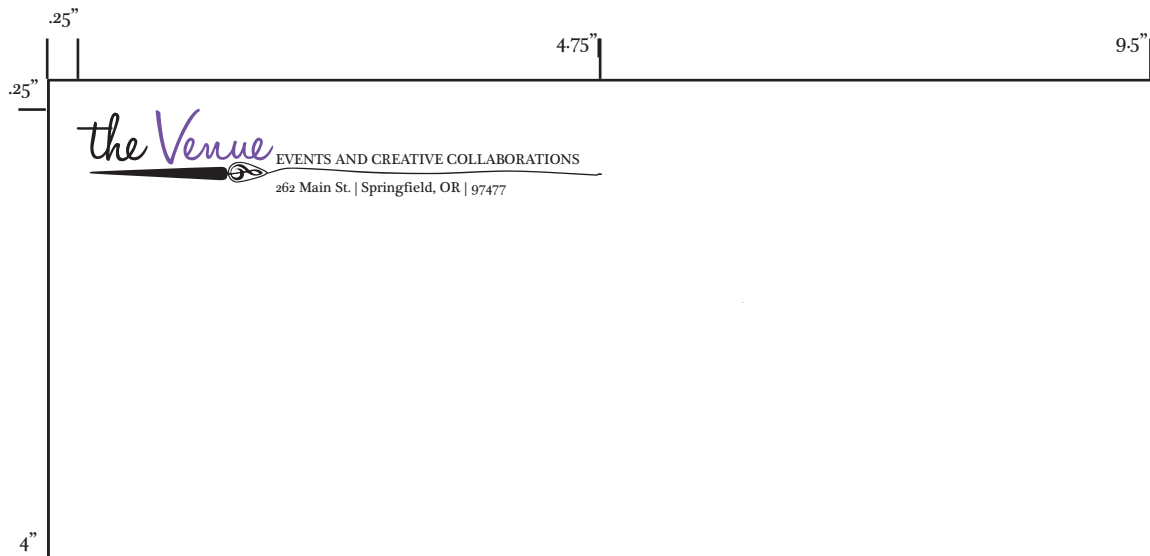 .25”
4.75”
9.5”
.25”
the Venue
EVENTS AND CREATIVE COLLABORATIONS
262 Main St. | Springfield, OR | 97477
4”